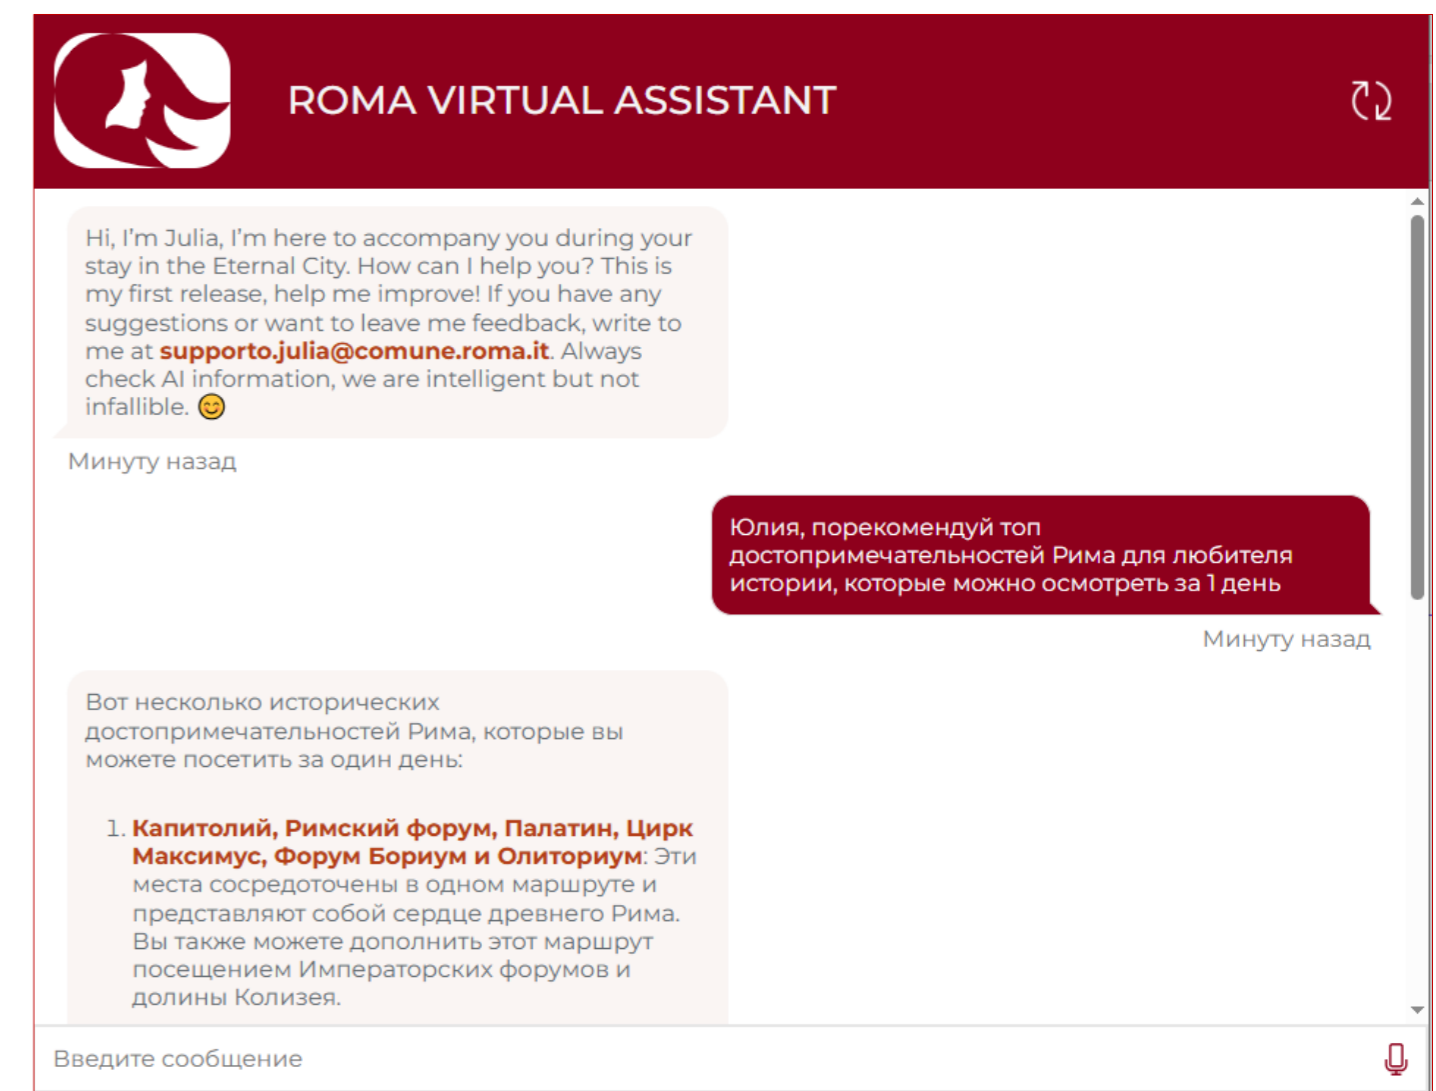 ROMA VIRTUAL ASSISTANT
Hi, I'm Julia, I'm here to accompany you during your
stay in the Eternal City. How can I help you? This is
my first release, help me improve! If you have any
suggestions or want to leave me feedback, write to
me at supporto.julia@comune.roma.it. Always
check AI information, we are intelligent but not
infallible. 😊
Минуту назад
Юлия, порекомендуй топ
достопримечательностей Рима для любителя
истории, которые можно осмотреть за 1 день
Минуту назад
Вот несколько исторических
достопримечательностей Рима, которые вы
можете посетить за один день:
1. Капитолий, Римский форум, Палатин, Цирк
Максимус, Форум Бориум и Олиториум: Эти
места сосредоточены в одном маршруте и
представляют собой сердце древнего Рима.
Вы также можете дополнить этот маршрут
посещением Императорских форумов и
долины Колизея.
Введите сообщение